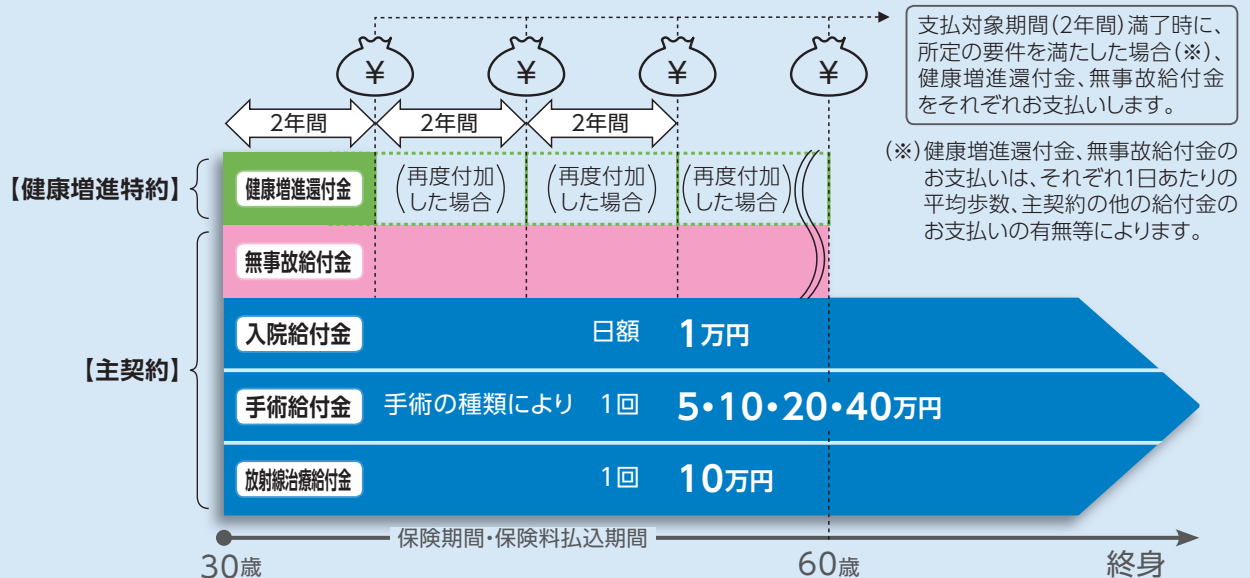 支払対象期間(2年間)満了時に、
所定の要件を満たした場合(※)、
健康増進還付金、無事故給付金
をそれぞれお支払いします。
¥ ¥ ¥ ¥
2年間 2年間 2年間
(※)健康増進還付金、無事故給付金の
お支払いは、それぞれ1日あたりの
平均歩数、主契約の他の給付金の
お支払いの有無等によります。
【健康増進特約】
健康増進還付金
(再度付加
した場合)
(再度付加
した場合)
(再度付加
した場合)
【主契約】
無事故給付金
入院給付金 日額 1万円
手術給付金 手術の種類により 1回 5・10・20・40万円
放射線治療給付金 1回 10万円
保険期間・保険料払込期間
30歳 60歳 終身